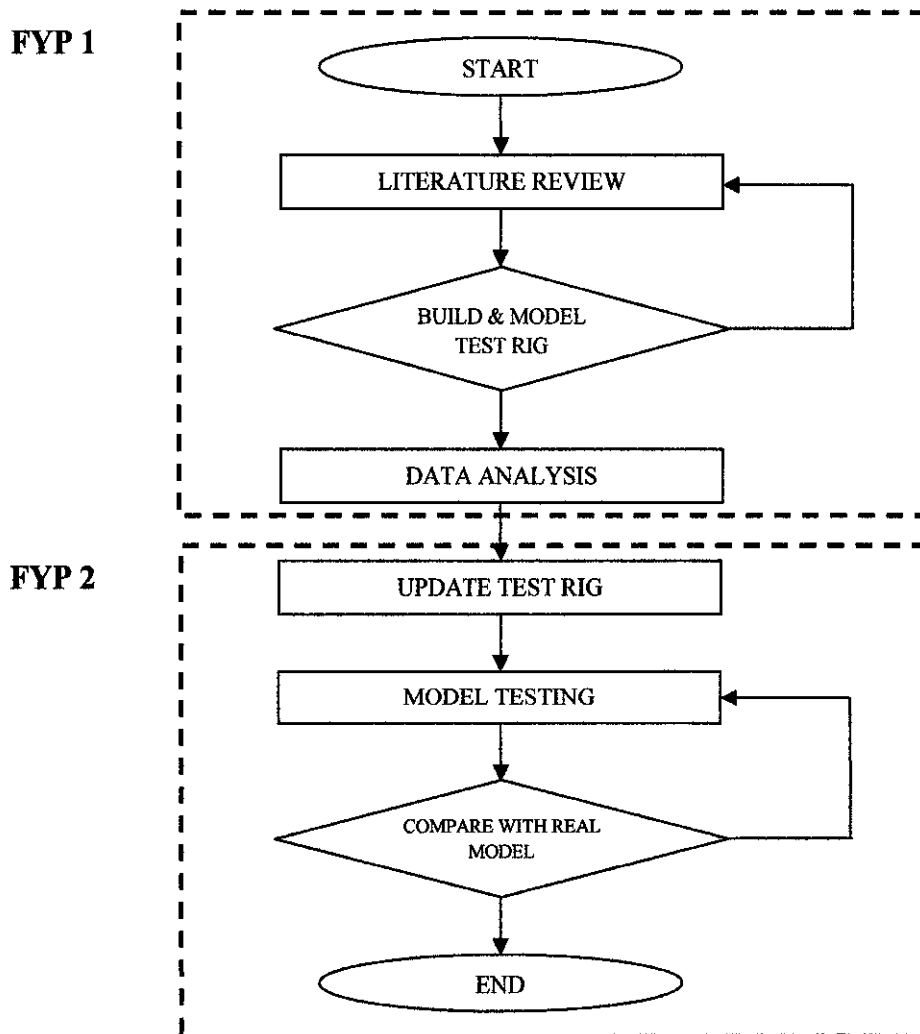 FYP 1
START
LITERATURE REVIEW
BUILD & MODEL
TEST RIG
DATA ANALYSIS
FYP 2
UPDATE TEST RIG
MODEL TESTING
COMPARE WITH REAL
MODEL
END